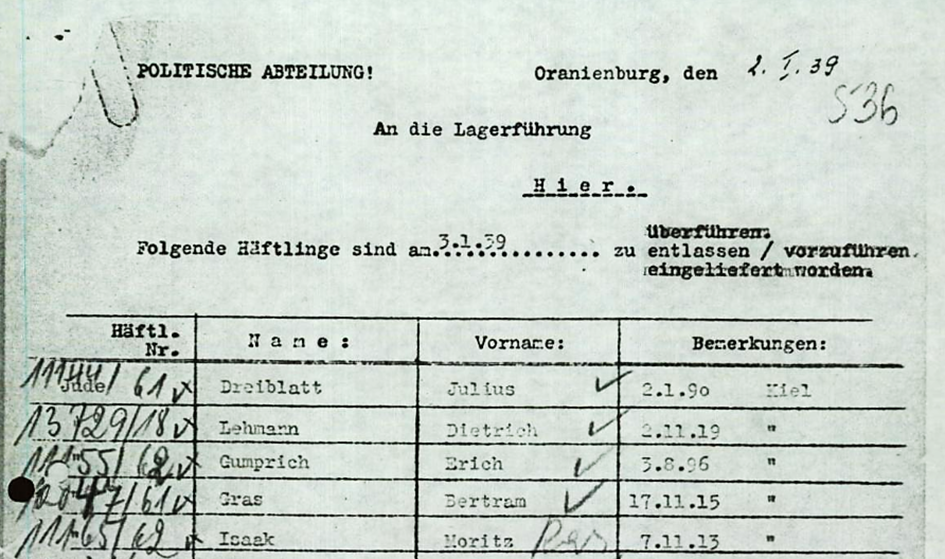 POLITISCHE ABTEILUNG! Oranienburg, den 2.I.39
536
An die Lagerführung
Hier.
überführen.
Folgende Häftlinge sind am 3.1.39 zu entlassen / vorzuführen.
eingeliefert worden.
Häftl. Nr. Name: Vorname: Bemerkungen:
Jude / 61 Dreiblatt Julius 2.1.90 Kiel
13729/18 Lehmann Dietrich 2.11.19 "
Gumprich Erich 3.8.96 "
Gras Bertram 17.11.15 "
Isaak Moritz 7.11.13 "